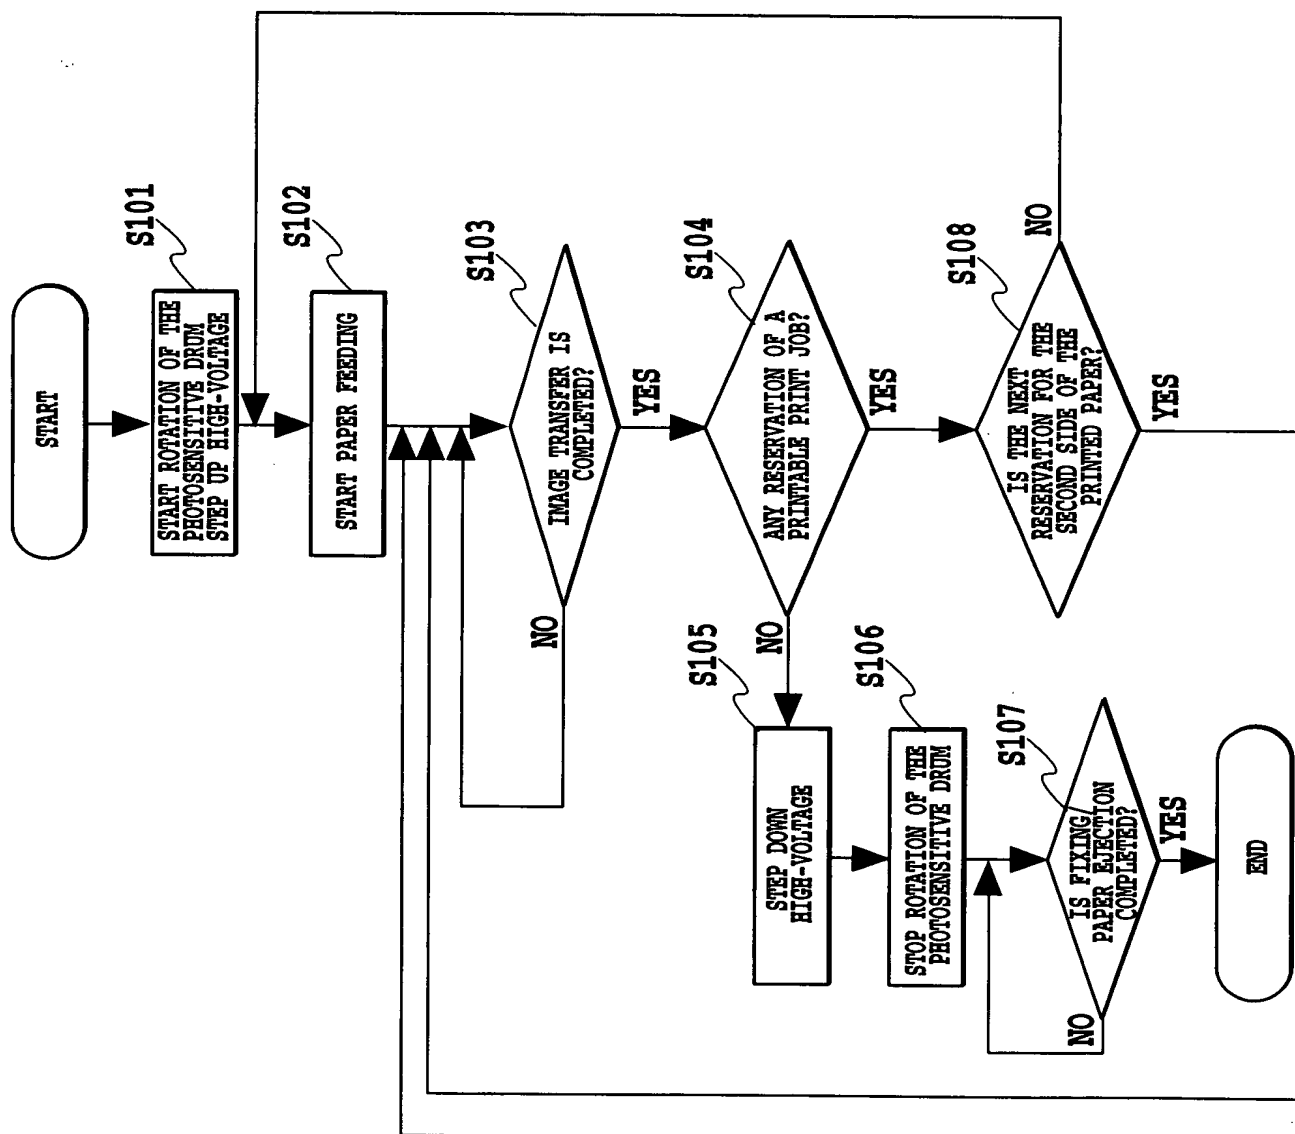 START
S101
START ROTATION OF THE
PHOTOSENSITIVE DRUM
STEP UP HIGH-VOLTAGE
S102
START PAPER FEEDING
S103
IMAGE TRANSFER IS
COMPLETED?
NO
YES
S104
ANY RESERVATION OF A
PRINTABLE PRINT JOB?
NO
YES
S105
STEP DOWN
HIGH-VOLTAGE
S106
STOP ROTATION OF THE
PHOTOSENSITIVE DRUM
S107
IS FIXING
PAPER EJECTION
COMPLETED?
NO
YES
END
S108
IS THE NEXT
RESERVATION FOR THE
SECOND SIDE OF THE
PRINTED PAPER?
NO
YES